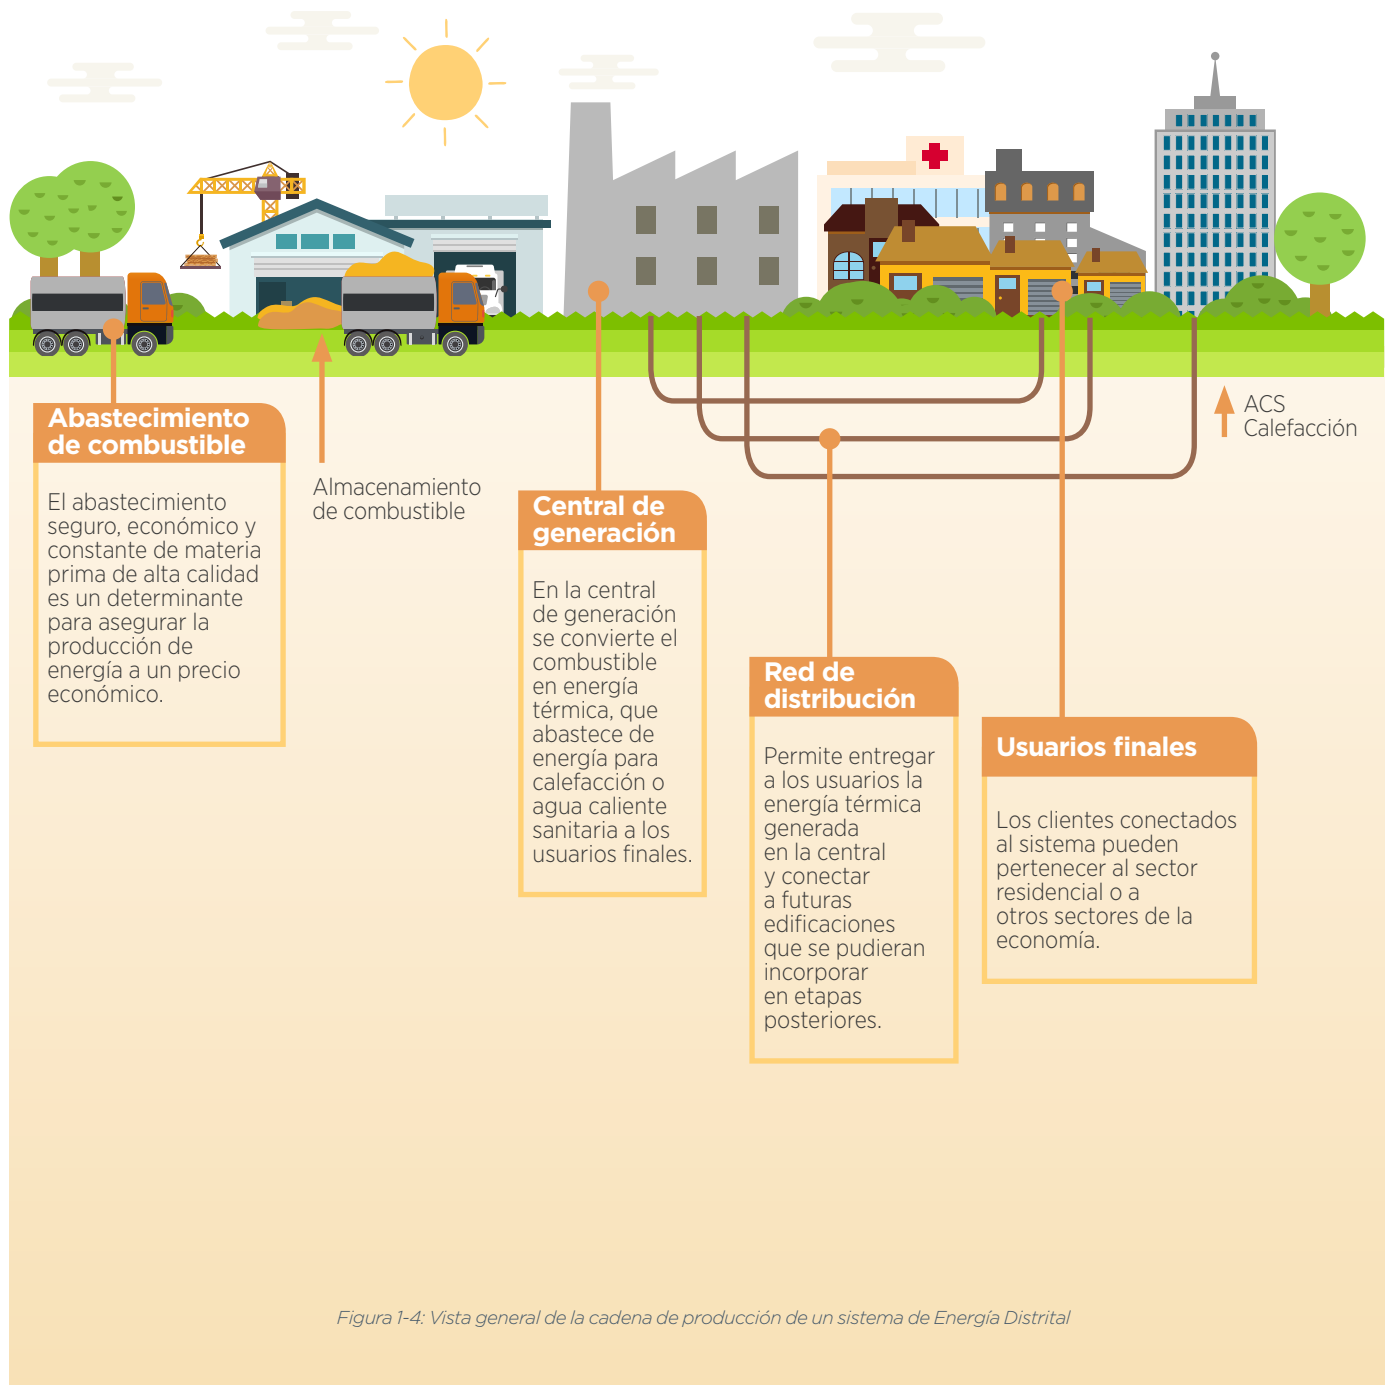 ACS
Calefacción
Abastecimiento
de combustible
El abastecimiento
seguro, económico y
constante de materia
prima de alta calidad
es un determinante
para asegurar la
producción de
energía a un precio
económico.
Almacenamiento
de combustible
Central de
generación
En la central
de generación
se convierte el
combustible
en energía
térmica, que
abastece de
energía para
calefacción o
agua caliente
sanitaria a los
usuarios finales.
Red de
distribución
Permite entregar
a los usuarios la
energía térmica
generada
en la central
y conectar
a futuras
edificaciones
que se pudieran
incorporar
en etapas
posteriores.
Usuarios finales
Los clientes conectados
al sistema pueden
pertenecer al sector
residencial o a
otros sectores de la
economía.
Figura 1-4: Vista general de la cadena de producción de un sistema de Energía Distrital